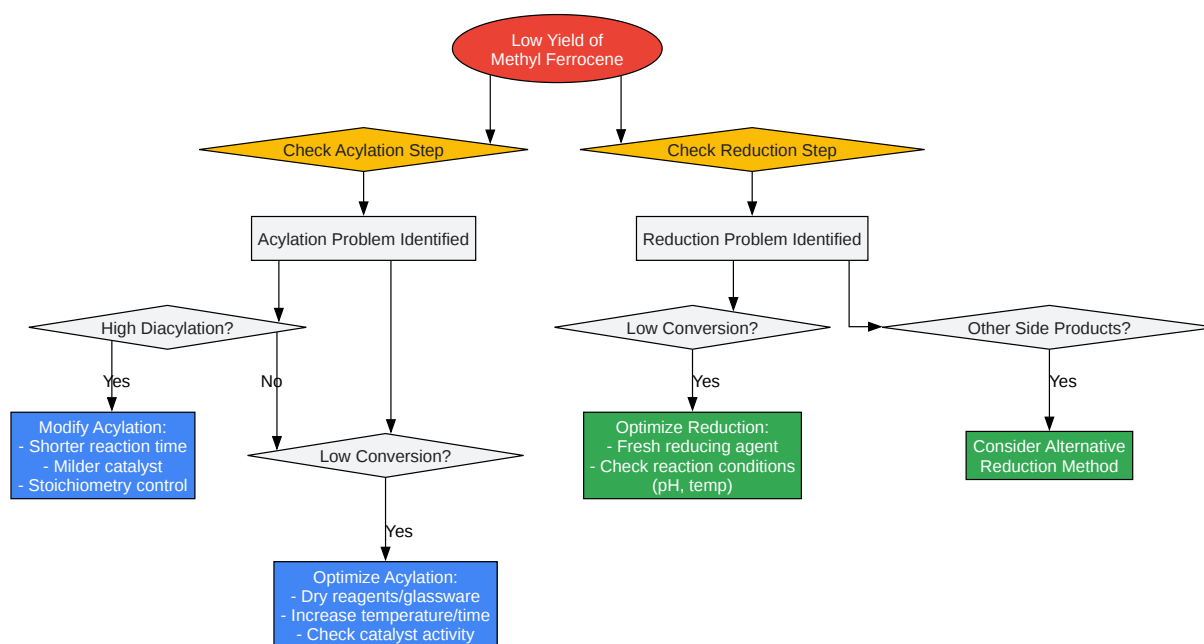 Low Yield of
Methyl Ferrocene
Check Acylation Step
Check Reduction Step
Acylation Problem Identified
Reduction Problem Identified
High Diacylation?
Low Conversion?
Other Side Products?
Yes
No
Yes
Yes
Modify Acylation:
- Shorter reaction time
- Milder catalyst
- Stoichiometry control
Low Conversion?
Optimize Reduction:
- Fresh reducing agent
- Check reaction conditions
(pH, temp)
Consider Alternative
Reduction Method
Yes
Optimize Acylation:
- Dry reagents/glassware
- Increase temperature/time
- Check catalyst activity